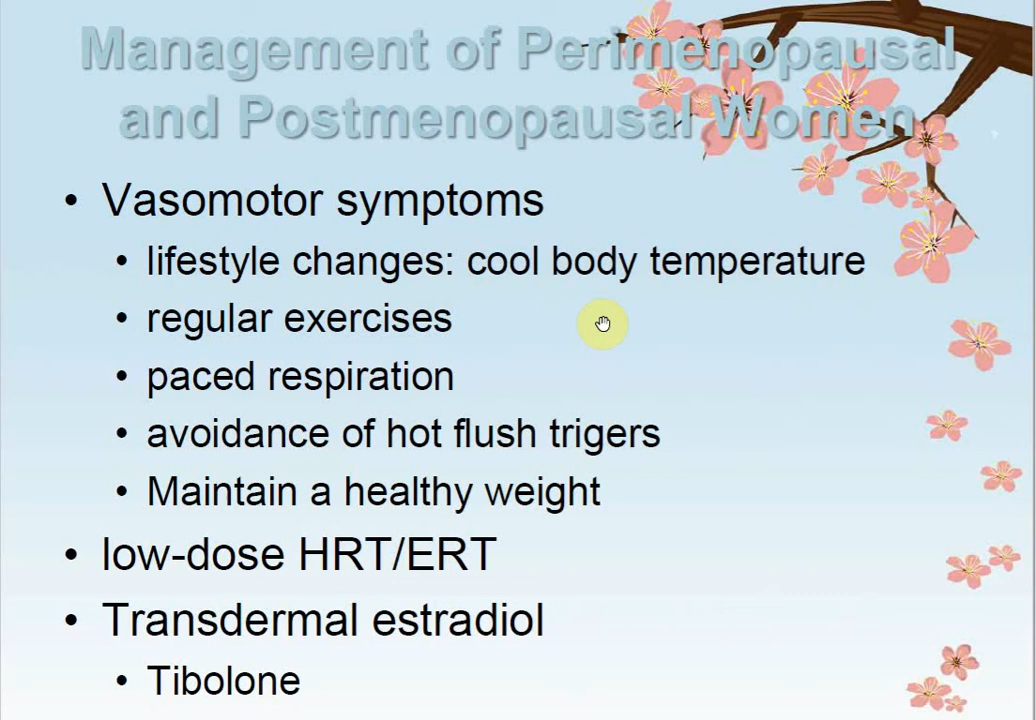 Management of Perimenopausal
and Postmenopausal Women
• Vasomotor symptoms
• lifestyle changes: cool body temperature
• regular exercises
• paced respiration
• avoidance of hot flush trigers
• Maintain a healthy weight
• low-dose HRT/ERT
• Transdermal estradiol
• Tibolone